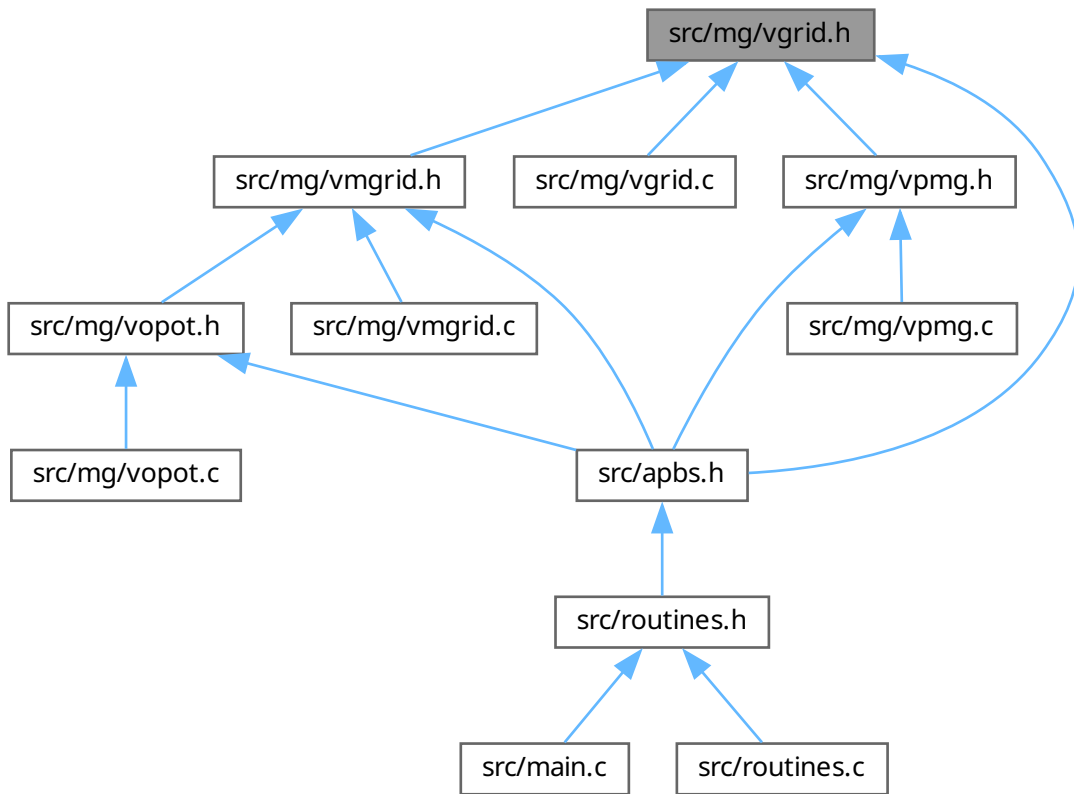 src/mg/vgrid.h
src/mg/vmgrid.h
src/mg/vgrid.c
src/mg/vpmg.h
src/mg/vopot.h
src/mg/vmgrid.c
src/mg/vpmg.c
src/mg/vopot.c
src/apbs.h
src/routines.h
src/main.c
src/routines.c